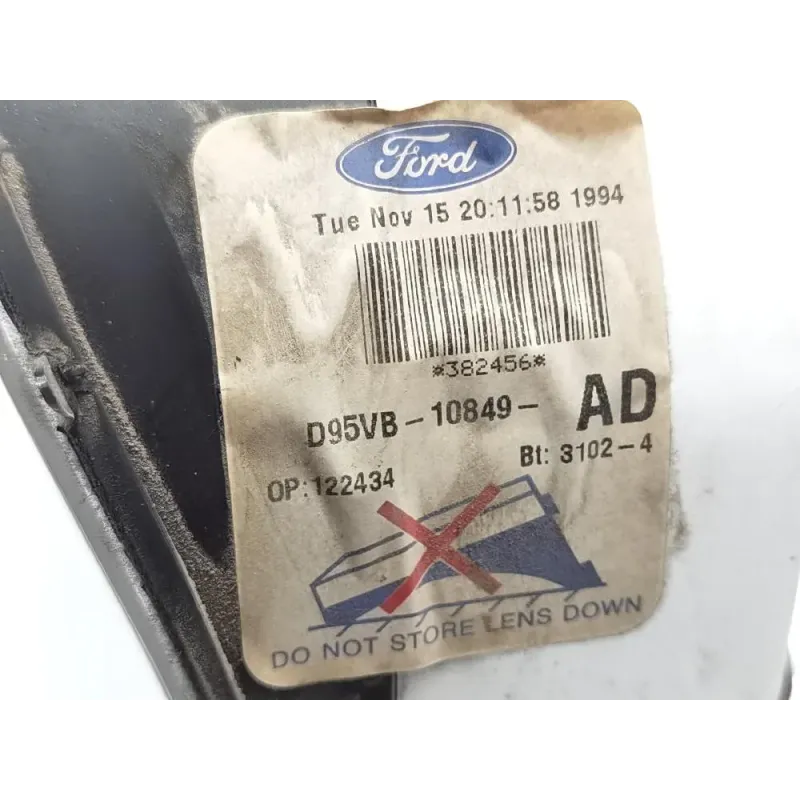 Ford
Tue Nov 15 20:11:58 1994
*382456*
D95VB-10849- AD
OP:122434 Bt: 3102-4
DO NOT STORE LENS DOWN